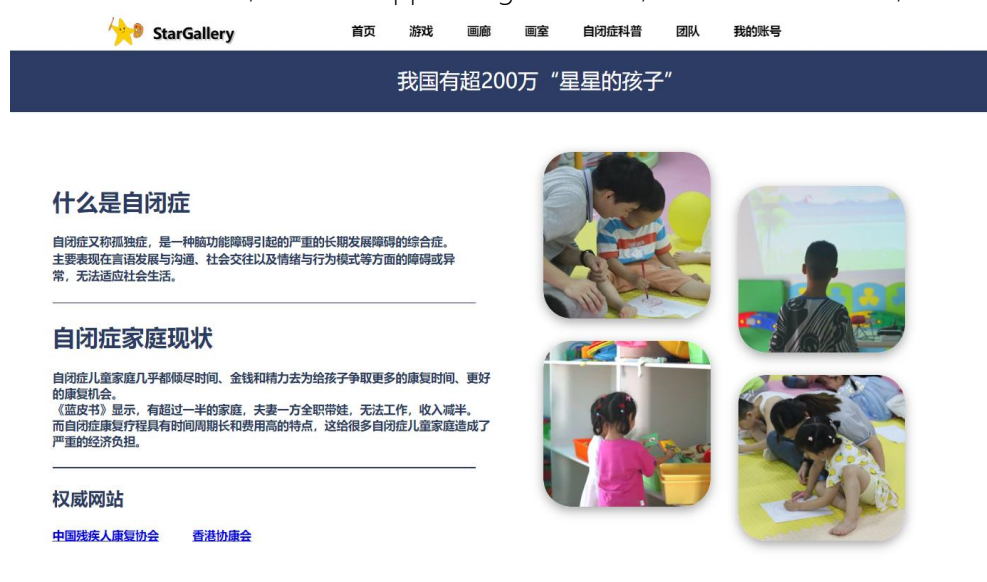 StarGallery 首页 游戏 画廊 画室 自闭症科普 团队 我的账号
我国有超200万“星星的孩子”
什么是自闭症
自闭症又称孤独症，是一种脑功能障碍引起的严重的长期发展障碍的综合症。
主要表现在言语发展与沟通、社会交往以及情绪与行为模式等方面的障碍或异
常，无法适应社会生活。
自闭症家庭现状
自闭症儿童家庭几乎都倾尽时间、金钱和精力去为给孩子争取更多的康复时间、更好
的康复机会。
《蓝皮书》显示，有超过一半的家庭，夫妻一方全职带娃，无法工作，收入减半。
而自闭症康复疗程具有时间周期长和费用高的特点，这给很多自闭症儿童家庭造成了
严重的经济负担。
权威网站
中国残疾人康复协会 香港协康会